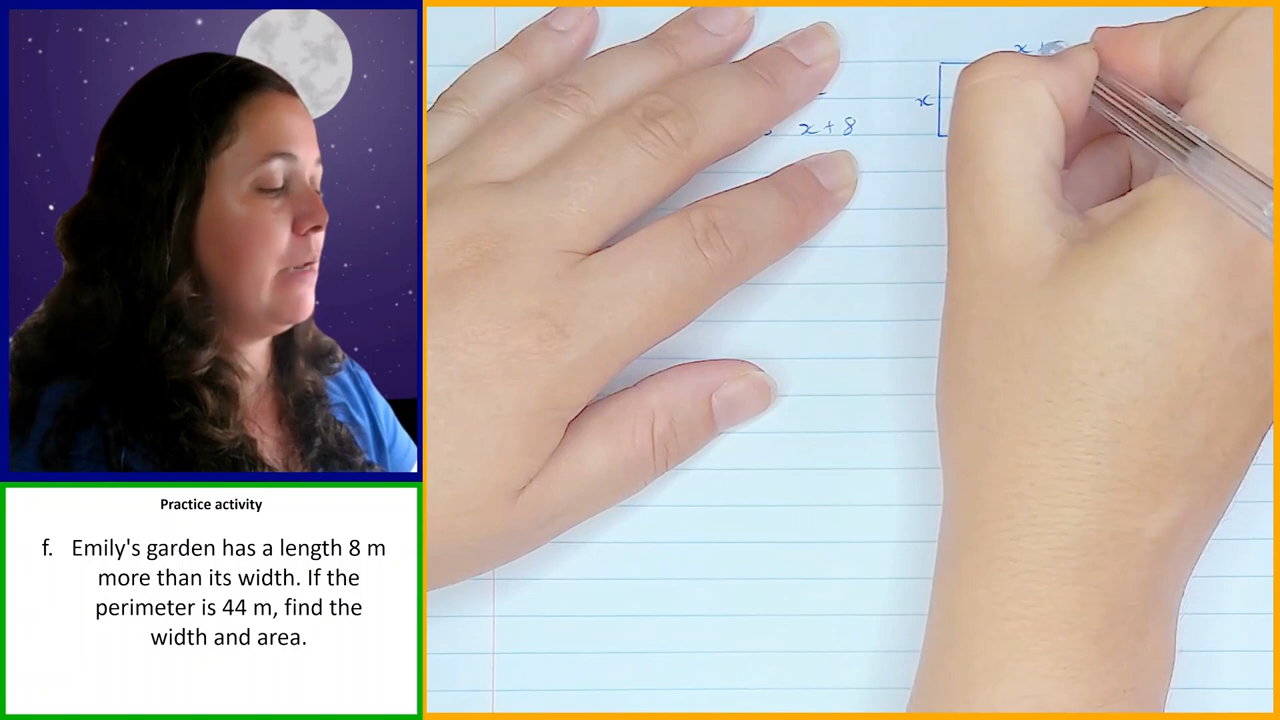 Practice activity
f. Emily's garden has a length 8 m
more than its width. If the
perimeter is 44 m, find the
width and area.
x+
x
x + 8